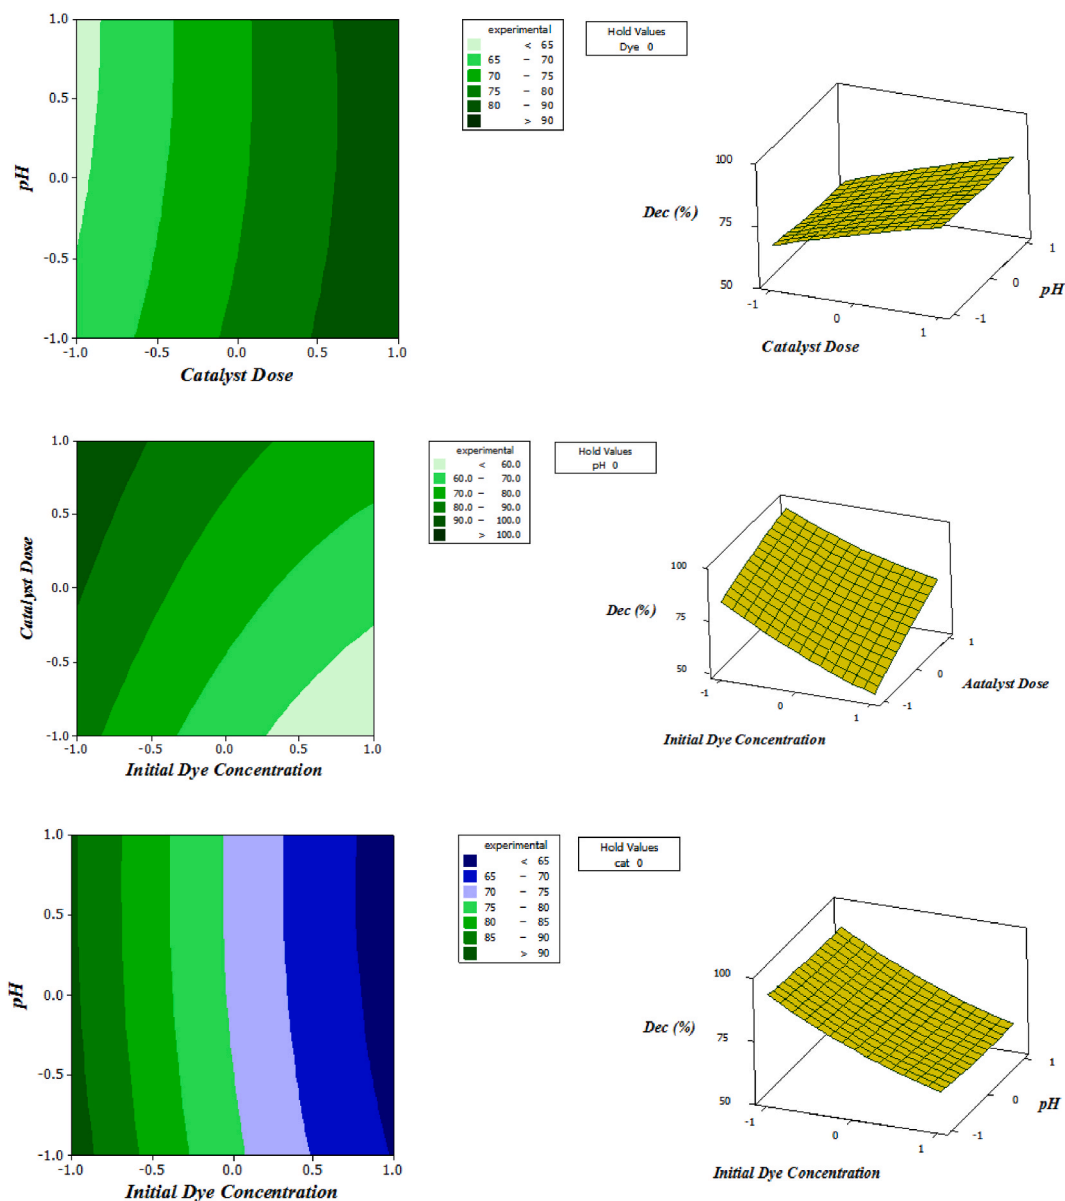 1.0
0.5
0.0
-0.5
-1.0
pH
-1.0 -0.5 0.0 0.5 1.0
Catalyst Dose
experimental
< 65
65 – 70
70 – 75
75 – 80
80 – 90
> 90
Hold Values
Dye 0
100
75
50
Dec (%)
-1 0 1
Catalyst Dose
-1 0 1
pH
1.0
0.5
0.0
-0.5
-1.0
Catalyst Dose
-1.0 -0.5 0.0 0.5 1.0
Initial Dye Concentration
experimental
< 60.0
60.0 – 70.0
70.0 – 80.0
80.0 – 90.0
90.0 – 100.0
> 100.0
Hold Values
pH 0
100
75
50
Dec (%)
-1 0 1
Initial Dye Concentration
-1 0 1
Aatalyst Dose
1.0
0.5
0.0
-0.5
-1.0
pH
-1.0 -0.5 0.0 0.5 1.0
Initial Dye Concentration
experimental
< 65
65 – 70
70 – 75
75 – 80
80 – 85
85 – 90
> 90
Hold Values
cat 0
100
75
50
Dec (%)
-1 0 1
Initial Dye Concentration
-1 0 1
pH